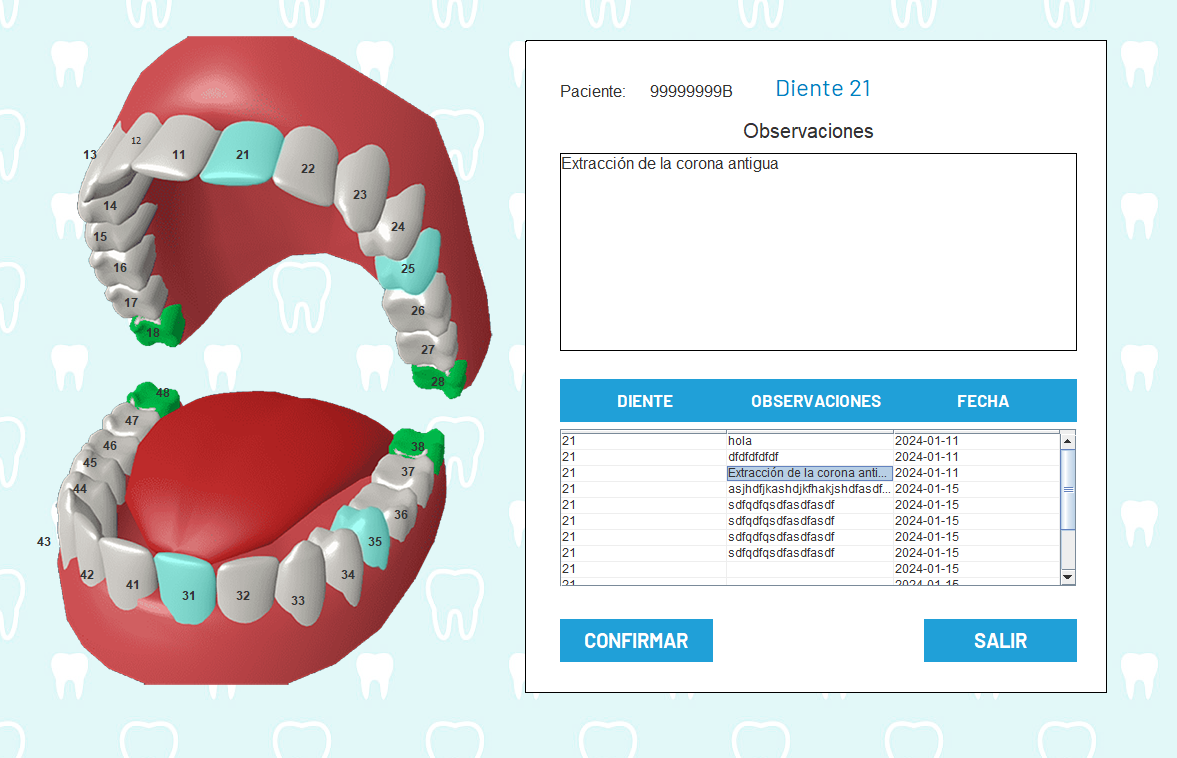 12
13
11
21
22
23
14
24
15
25
16
17
26
18
27
28
48
47
46
38
45
37
44
36
43
35
42
34
41
31
32
33
Paciente: 99999999B Diente 21
Observaciones
Extracción de la corona antigua
DIENTE OBSERVACIONES FECHA
21 hola 2024-01-11
21 dfdfdfdfdf 2024-01-11
21 Extracción de la corona anti... 2024-01-11
21 asjhdfjkashdjkfhakjshdfasdf... 2024-01-15
21 sdfqdfqsdfasdfasdf 2024-01-15
21 sdfqdfqsdfasdfasdf 2024-01-15
21 sdfqdfqsdfasdfasdf 2024-01-15
21 sdfqdfqsdfasdfasdf 2024-01-15
21 2024-01-15
21 2024-01-15
CONFIRMAR SALIR